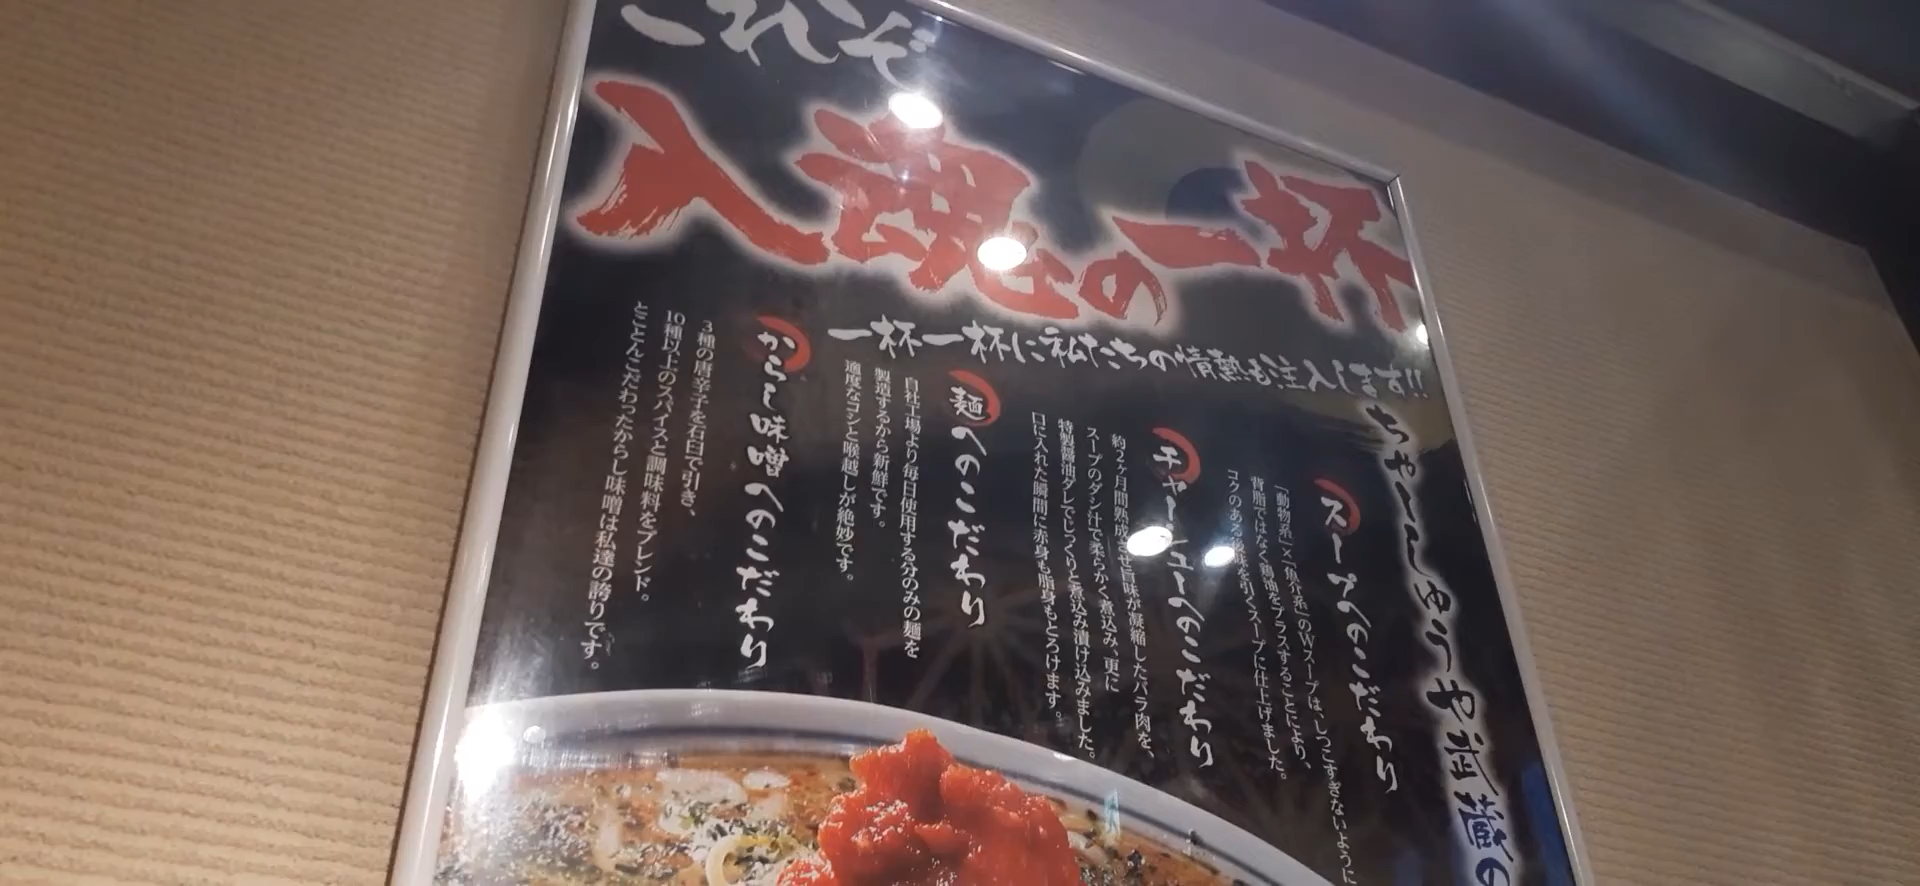 これぞ
入魂の一杯
一杯一杯に私たちの情熱も注入します!!
ちゃーしゅうや武蔵の
スープへのこだわり
「動物系」×「魚介系」のWスープは、しつこすぎないように
背脂ではなく鶏油をプラスすることにより、
コクのある後味を引くスープに仕上げました。
チャーシューへのこだわり
約2ヶ月間熟成させ旨味が凝縮したバラ肉を、
スープのダシ汁で柔らかく煮込み、更に
特製醤油ダレでじっくりと煮込み漬け込みました。
口に入れた瞬間に赤身も脂身もとろけます。
麺へのこだわり
自社工場より毎日使用する分のみの麺を
製造するから新鮮です。
適度なコシと喉越しが絶妙です。
からし味噌へのこだわり
3種の唐辛子を石臼で引き、
10種以上のスパイスと調味料をブレンド。
とことんこだわったからし味噌は私達の誇りです。